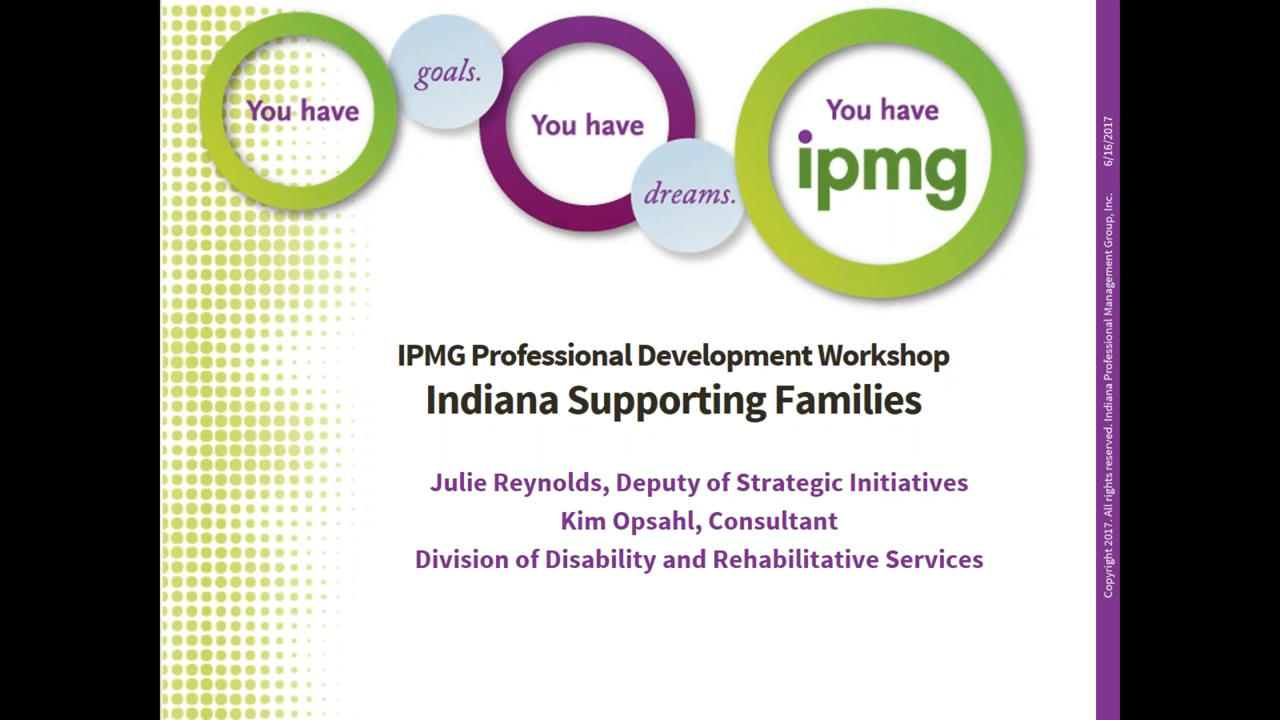 You have
goals.
You have
dreams.
You have
ipmg
IPMG Professional Development Workshop
Indiana Supporting Families
Julie Reynolds, Deputy of Strategic Initiatives
Kim Opsahl, Consultant
Division of Disability and Rehabilitative Services
Copyright 2017. All rights reserved. Indiana Professional Management Group, Inc. 6/16/2017